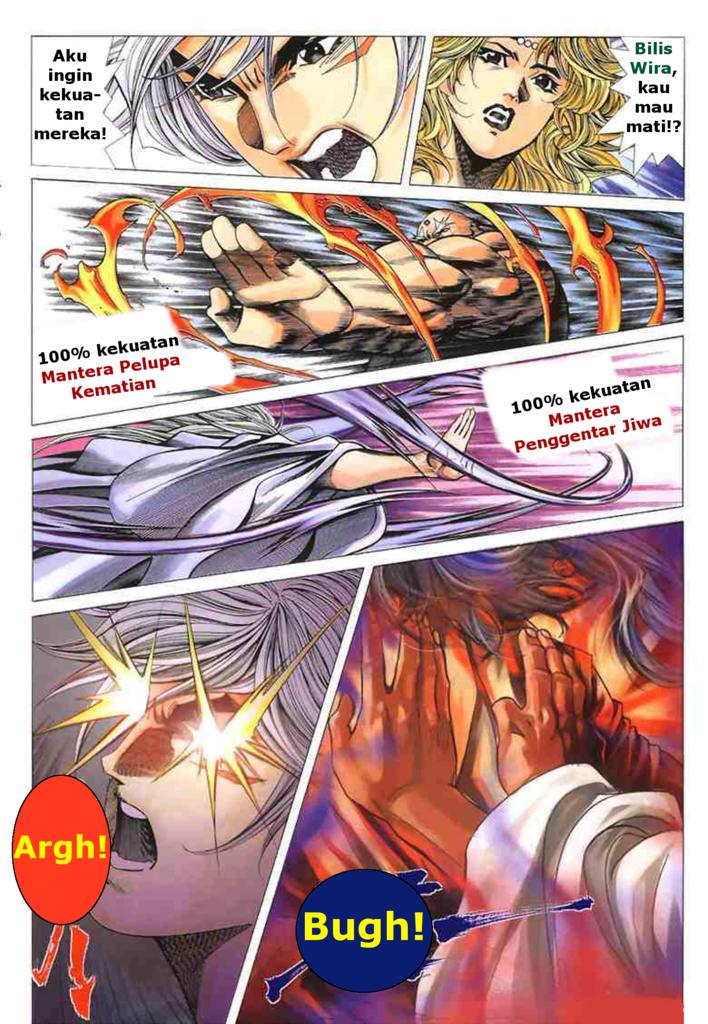 Aku
ingin
kekua-
tan
mereka!
Bilis
Wira,
kau
mau
mati!?
100% kekuatan
Mantera Pelupa
Kematian
100% kekuatan
Mantera
Penggentar Jiwa
Argh!
Bugh!